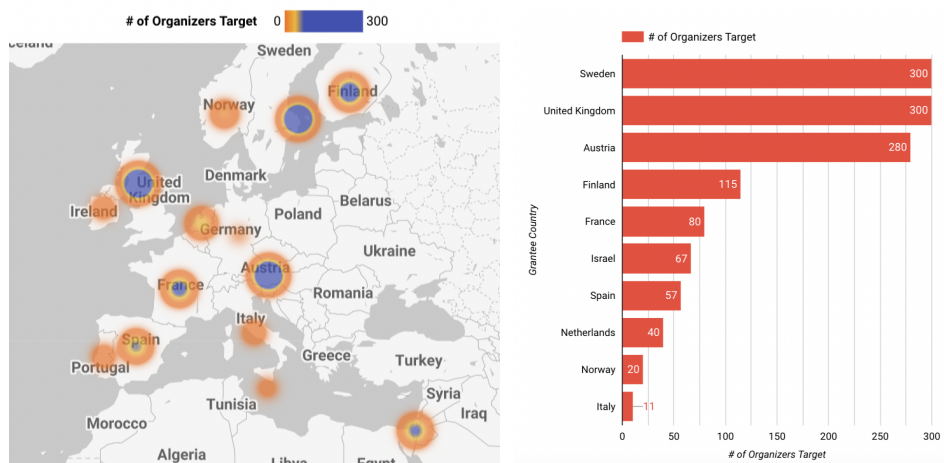 # of Organizers Target 0 300
Sweden
Finland
Norway
Denmark
United
Kingdom
Ireland
Belarus
Poland
Germany
Ukraine
Austria
France
Romania
Italy
Spain
Greece
Turkey
Portugal
Syria
Tunisia
Iraq
Morocco
Algeria
# of Organizers Target
Grantee Country
Sweden 300
United Kingdom 300
Austria 280
Finland 115
France 80
Israel 67
Spain 57
Netherlands 40
Norway 20
Italy 11
0 50 100 150 200 250 300
# of Organizers Target